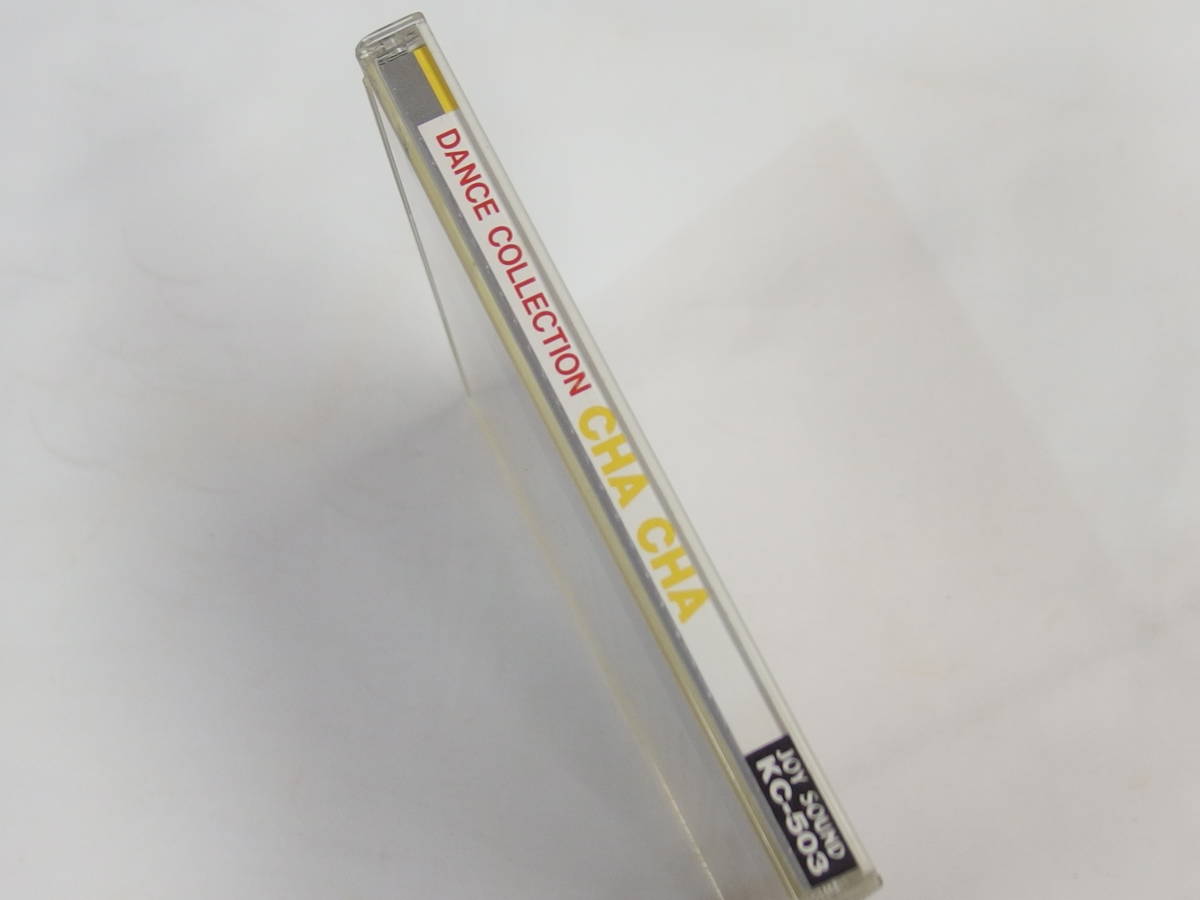 DANCE COLLECTION CHA CHA
JOY SOUND
KC-503